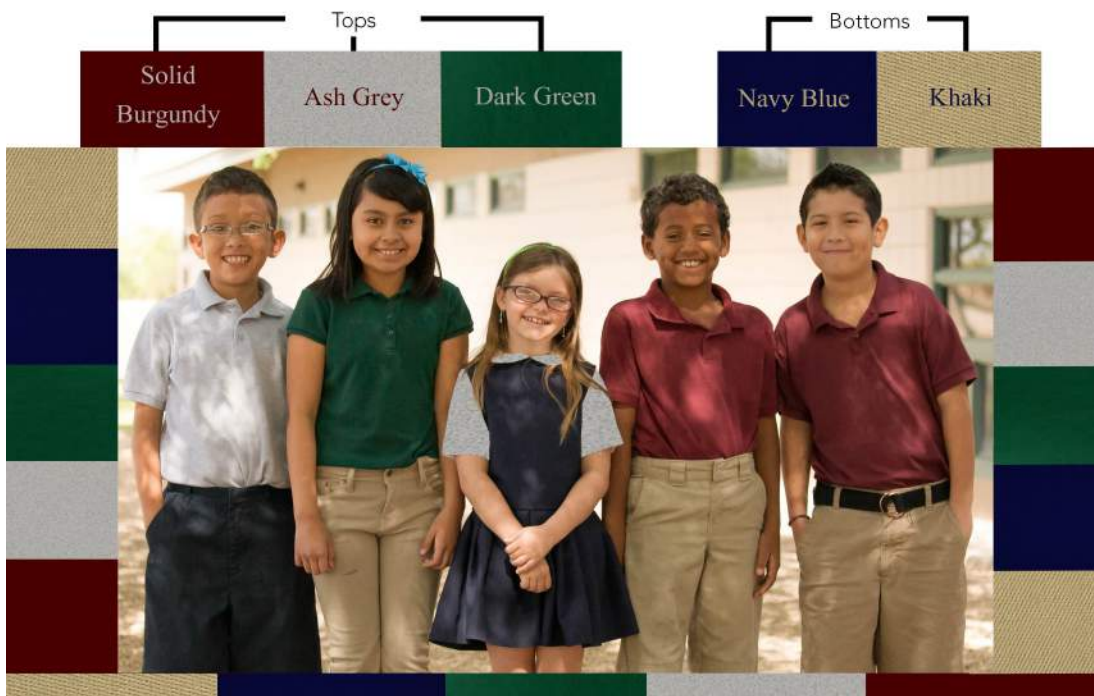 Tops
Bottoms
Solid
Burgundy
Ash Grey
Dark Green
Navy Blue
Khaki